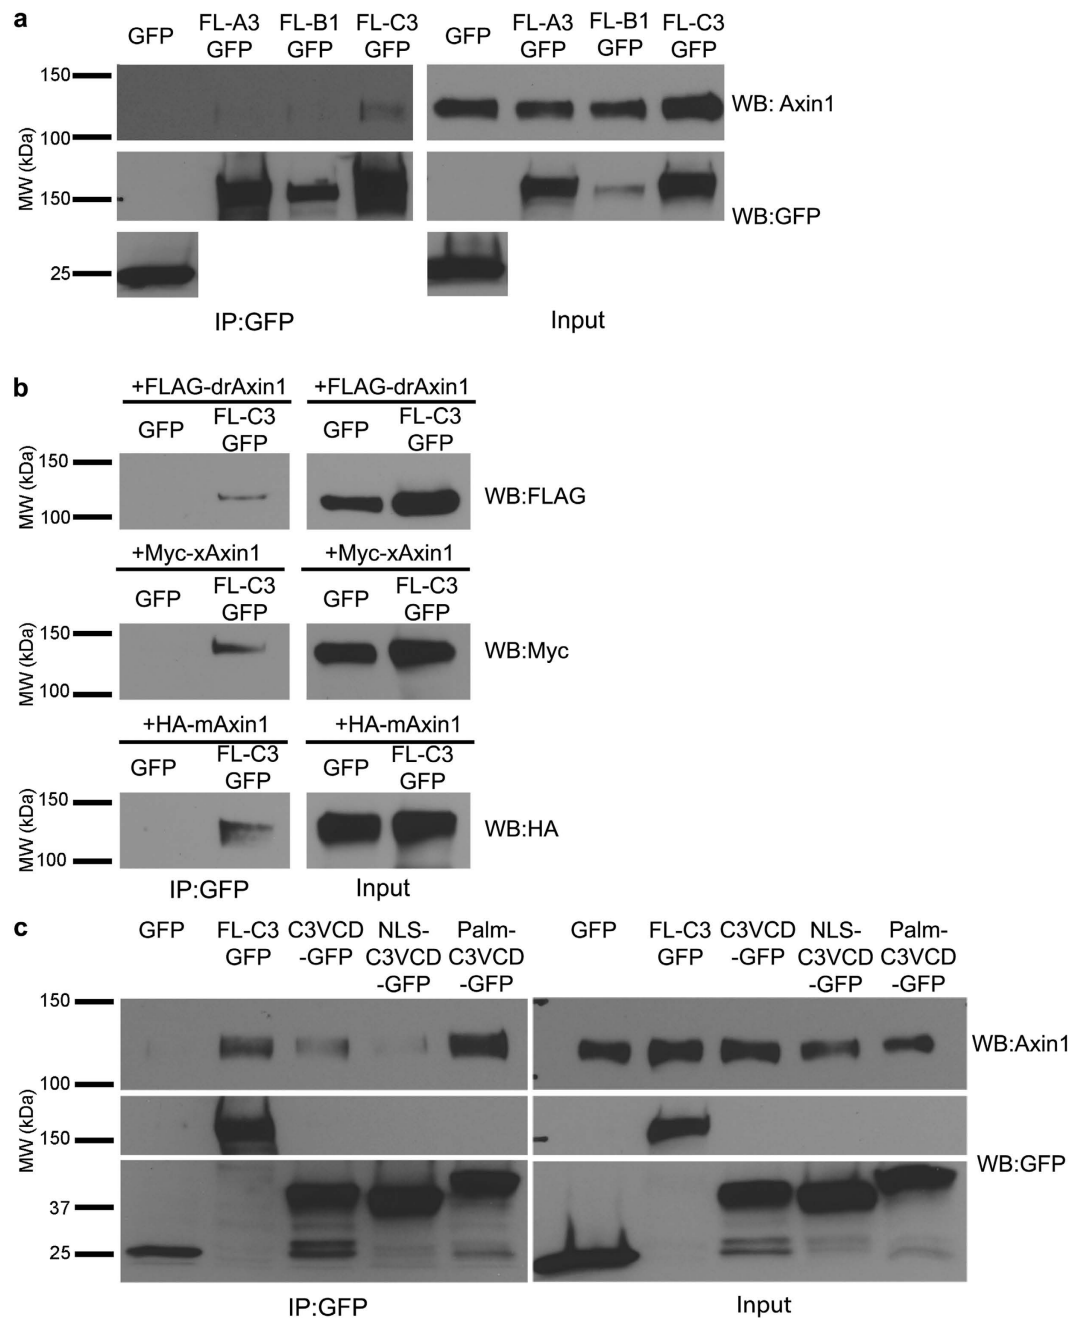 a
GFP FL-A3 GFP FL-B1 GFP FL-C3 GFP GFP FL-A3 GFP FL-B1 GFP FL-C3 GFP
150
100
WB: Axin1
MW (kDa)
150
WB:GFP
25
IP:GFP Input
b
+FLAG-drAxin1 +FLAG-drAxin1
GFP FL-C3 GFP GFP FL-C3 GFP
MW (kDa)
150
100
WB:FLAG
+Myc-xAxin1 +Myc-xAxin1
GFP FL-C3 GFP GFP FL-C3 GFP
MW (kDa)
150
100
WB:Myc
+HA-mAxin1 +HA-mAxin1
GFP FL-C3 GFP GFP FL-C3 GFP
MW (kDa)
150
100
WB:HA
IP:GFP Input
c
GFP FL-C3 C3VCD NLS- Palm- GFP FL-C3 C3VCD NLS- Palm-
GFP -GFP C3VCD C3VCD GFP -GFP C3VCD C3VCD
-GFP -GFP -GFP -GFP
150
WB:Axin1
100
MW (kDa)
150
WB:GFP
37
25
IP:GFP Input